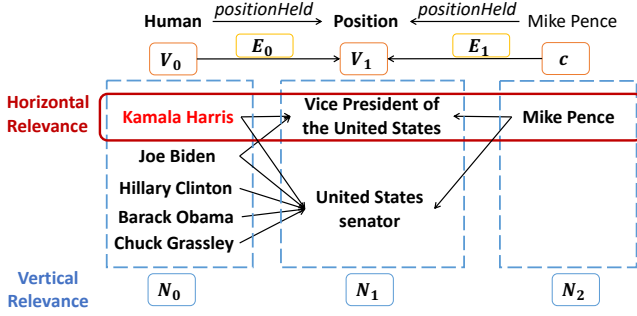 Human positionHeld Position positionHeld Mike Pence
E₀ E₁
V₀ V₁ c
Horizontal Relevance
Kamala Harris Vice President of the United States Mike Pence
Joe Biden
Hillary Clinton United States senator
Barack Obama
Chuck Grassley
Vertical Relevance
N₀ N₁ N₂